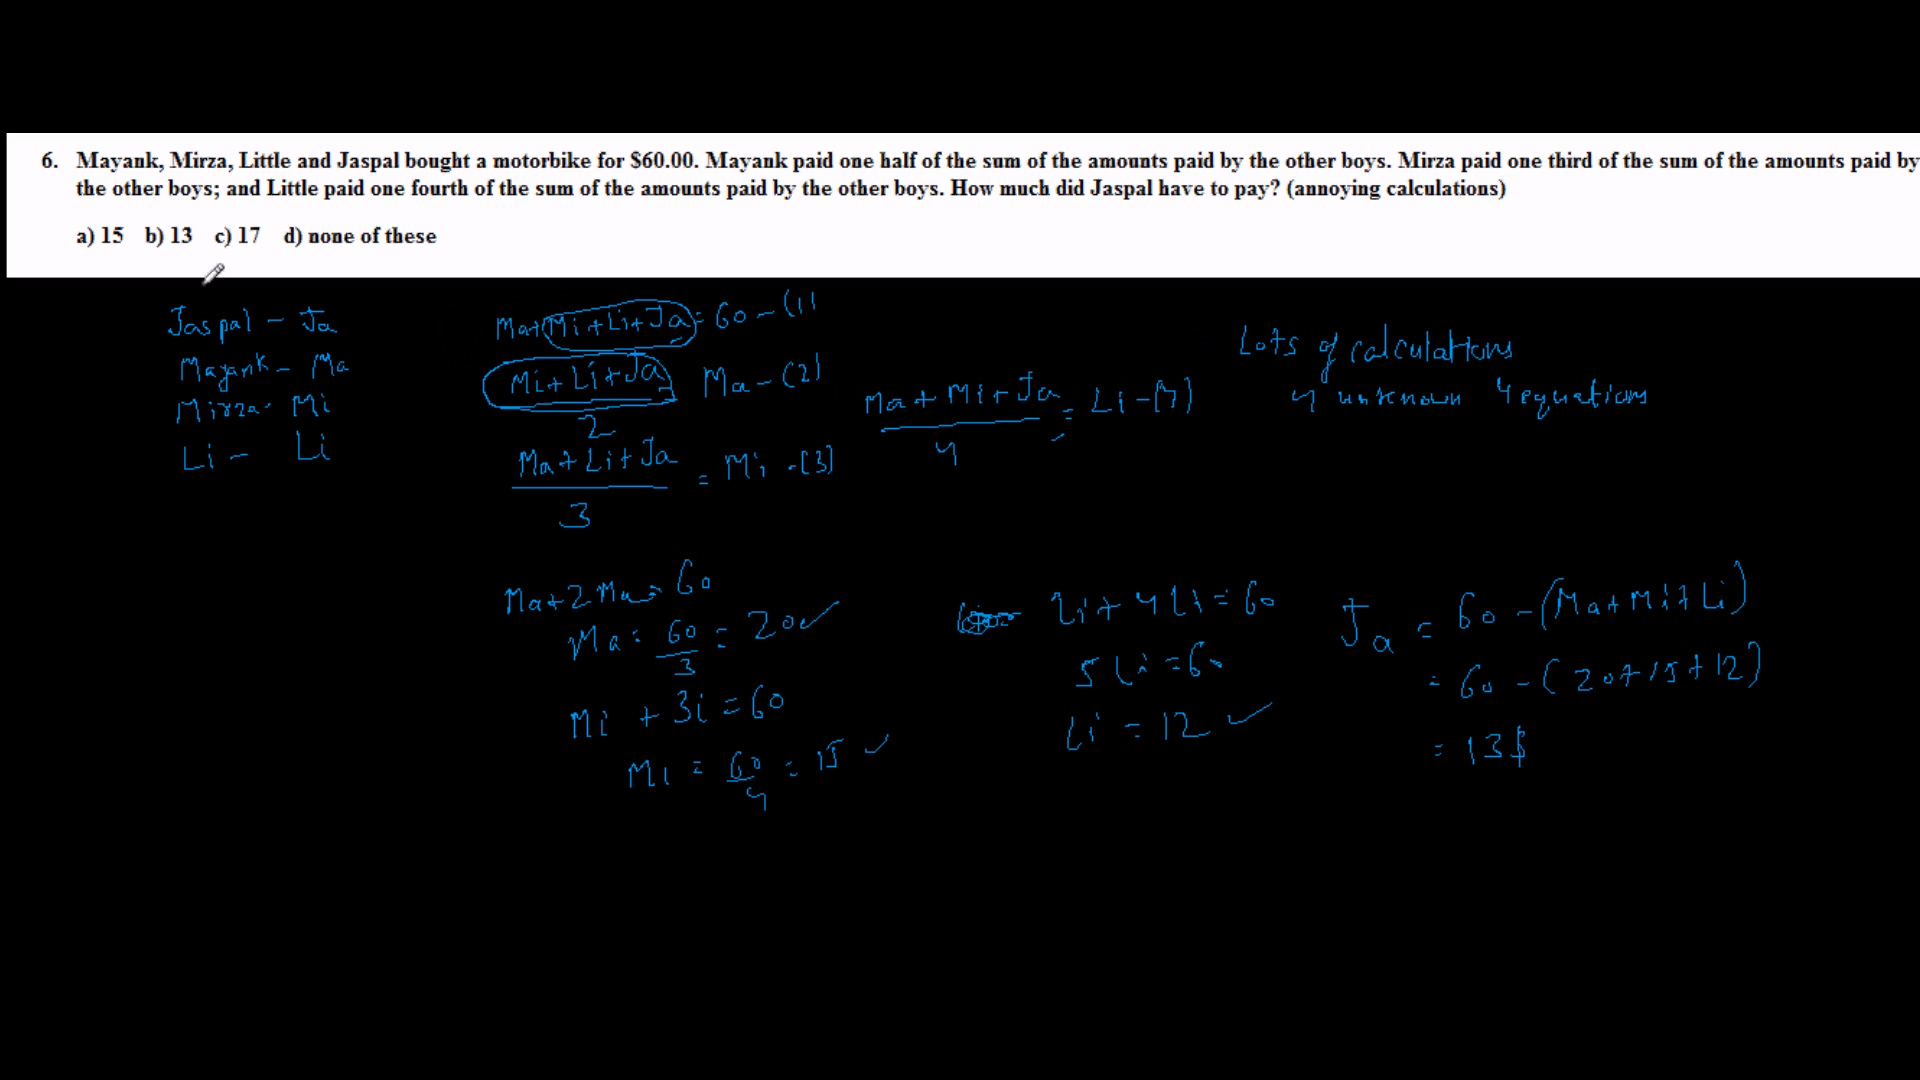 6. Mayank, Mirza, Little and Jaspal bought a motorbike for $60.00. Mayank paid one half of the sum of the amounts paid by the other boys. Mirza paid one third of the sum of the amounts paid by
the other boys; and Little paid one fourth of the sum of the amounts paid by the other boys. How much did Jaspal have to pay? (annoying calculations)
a) 15 b) 13 c) 17 d) none of these
Jaspal - Ja
Mayank - Ma
Mirza - Mi
Li - Li
Ma+Mi+Li+Ja = 60 - (1)
Mi+Li+Ja
2
Ma - (2)
Ma+Li+Ja
3
= Mi - (3)
Ma+Mi+Ja
4
= Li -
Lots of calculations
4 unknown 4 equations
Ma+2Ma = 60
Ma = 60/3 = 20 ✓
Mi + 3i = 60
Mi = 60/4 = 15 ✓
Li + 4Li = 60
5Li = 60
Li = 12 ✓
Ja = 60 - (Ma+Mi+Li)
= 60 - (20+15+12)
= 13$